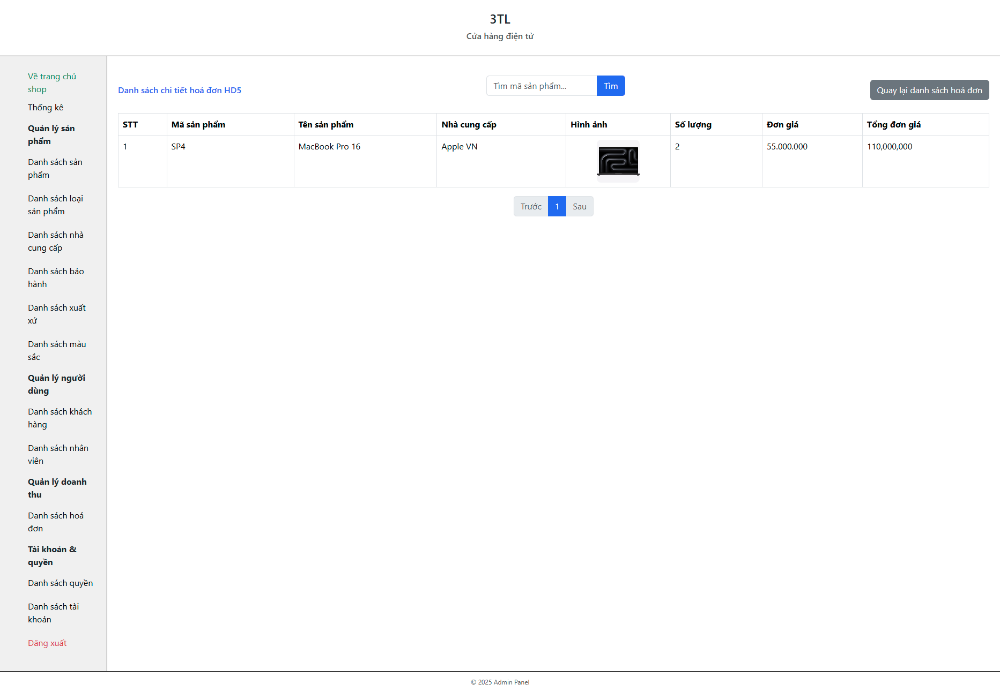 3TL
Cửa hàng điện tử
Về trang chủ
shop
Thống kê
Quản lý sản
phẩm
Danh sách sản
phẩm
Danh sách loại
sản phẩm
Danh sách nhà
cung cấp
Danh sách bảo
hành
Danh sách xuất
xứ
Danh sách màu
sắc
Quản lý người
dùng
Danh sách khách
hàng
Danh sách nhân
viên
Quản lý doanh
thu
Danh sách hoá
đơn
Tài khoản &
quyền
Danh sách quyền
Danh sách tài
khoản
Đăng xuất
Danh sách chi tiết hoá đơn HD5
Tìm mã sản phẩm... Tìm
Quay lại danh sách hoá đơn
STT Mã sản phẩm Tên sản phẩm Nhà cung cấp Hình ảnh Số lượng Đơn giá Tổng đơn giá
1 SP4 MacBook Pro 16 Apple VN 2 55.000.000 110,000,000
Trước 1 Sau
© 2025 Admin Panel